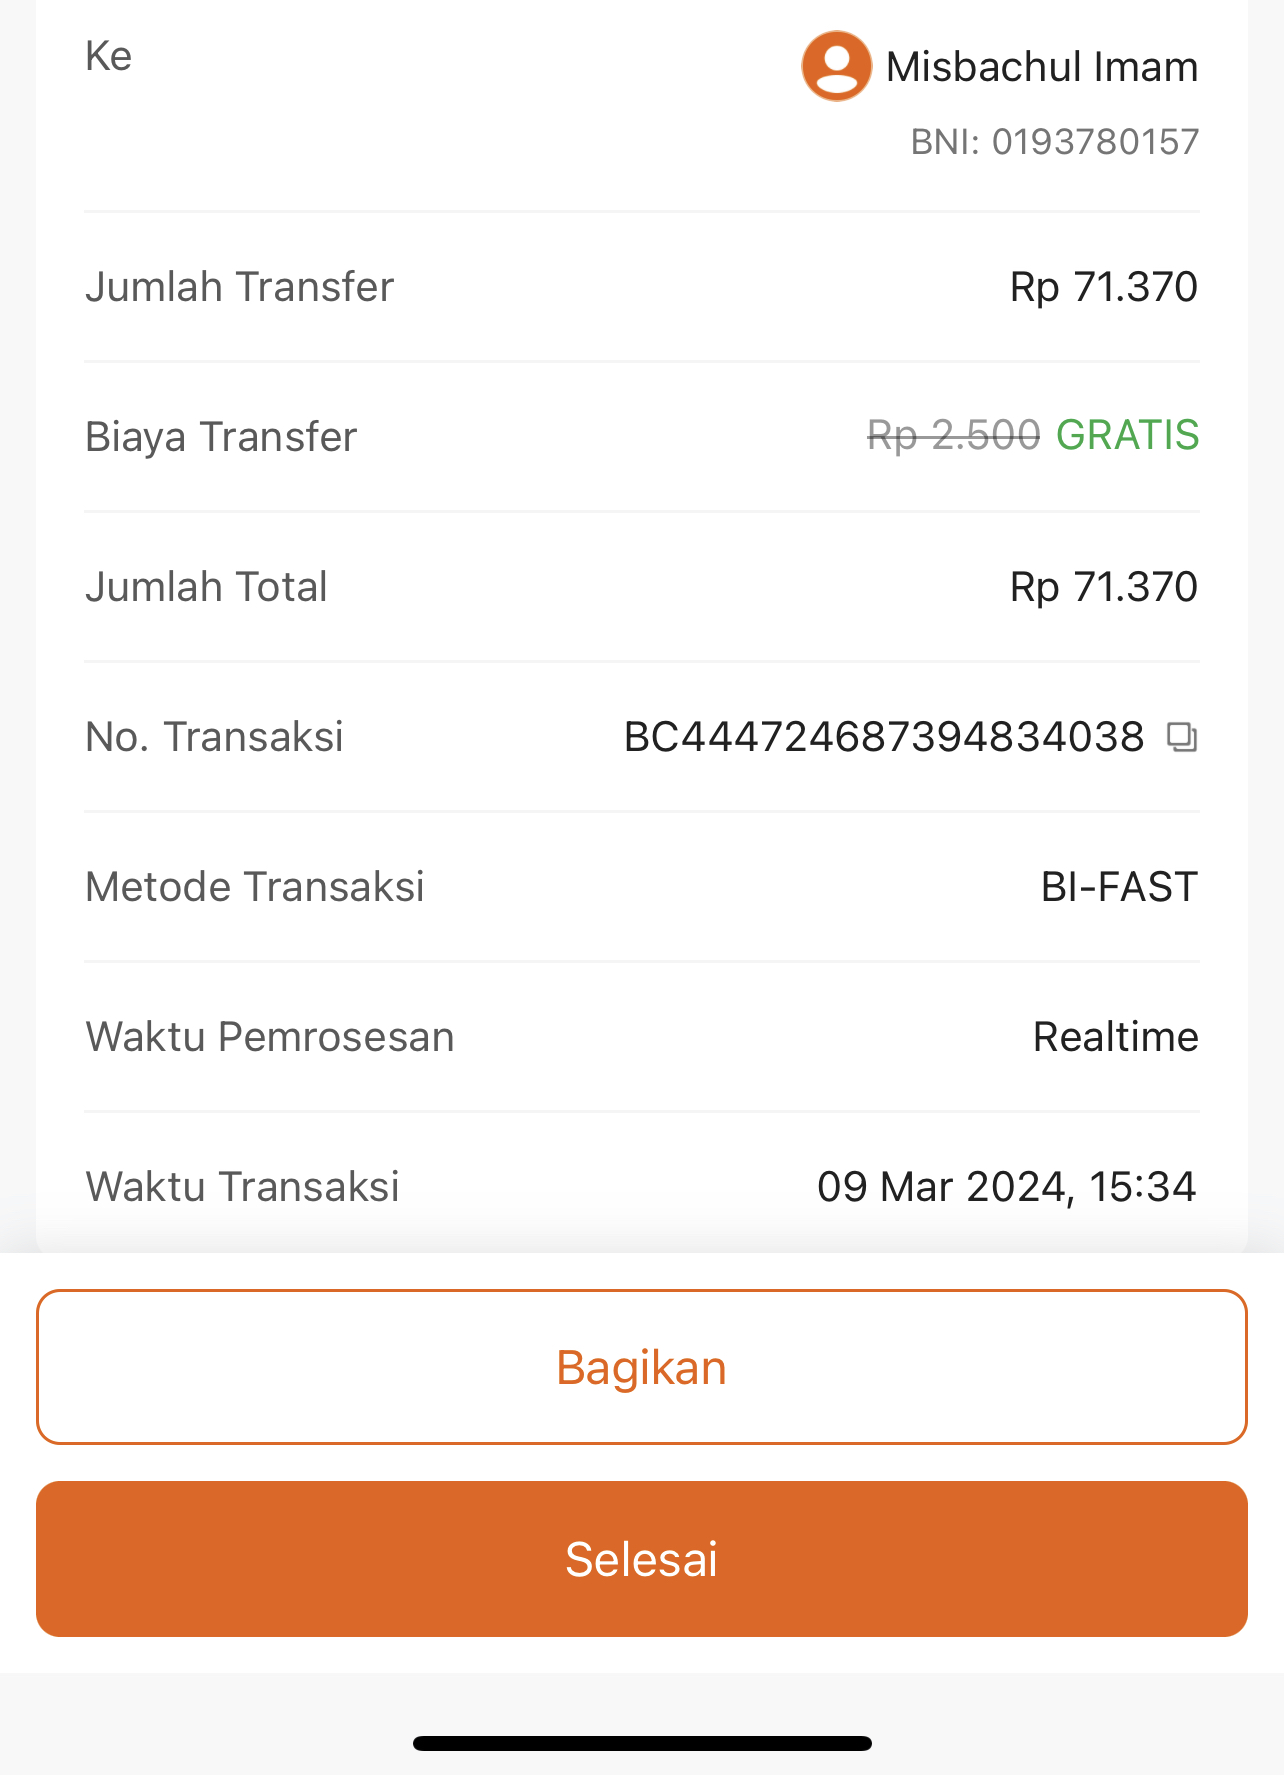 Ke
Misbachul Imam
BNI: 0193780157
Jumlah Transfer Rp 71.370
Biaya Transfer Rp 2.500 GRATIS
Jumlah Total Rp 71.370
No. Transaksi BC444724687394834038
Metode Transaksi BI-FAST
Waktu Pemrosesan Realtime
Waktu Transaksi 09 Mar 2024, 15:34
Bagikan
Selesai